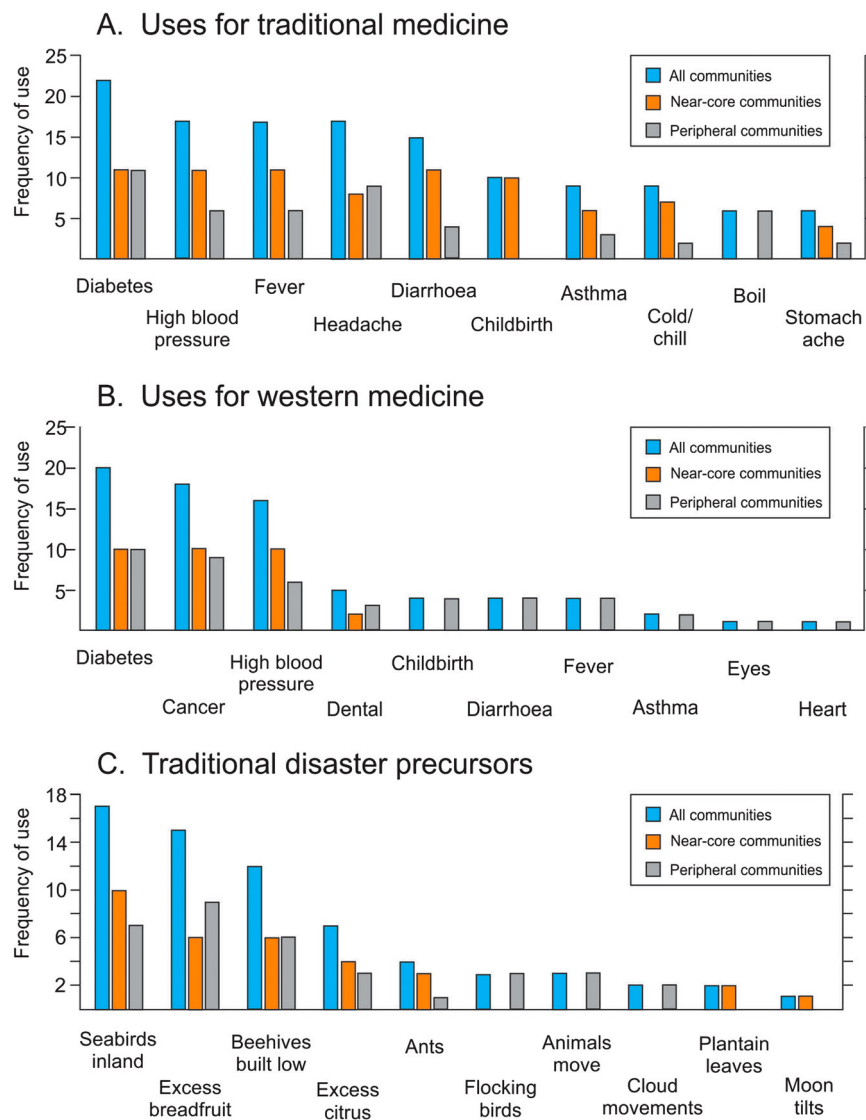 A. Uses for traditional medicine
Frequency of use
25
20
15
10
5
All communities
Near-core communities
Peripheral communities
Diabetes
High blood
pressure
Fever
Headache
Diarrhoea
Childbirth
Asthma
Cold/
chill
Boil
Stomach
ache
B. Uses for western medicine
Frequency of use
25
20
15
10
5
All communities
Near-core communities
Peripheral communities
Diabetes
Cancer
High blood
pressure
Dental
Childbirth
Diarrhoea
Fever
Asthma
Eyes
Heart
C. Traditional disaster precursors
Frequency of use
18
14
10
6
2
All communities
Near-core communities
Peripheral communities
Seabirds
inland
Excess
breadfruit
Beehives
built low
Excess
citrus
Ants
Flocking
birds
Animals
move
Cloud
movements
Plantain
leaves
Moon
tilts